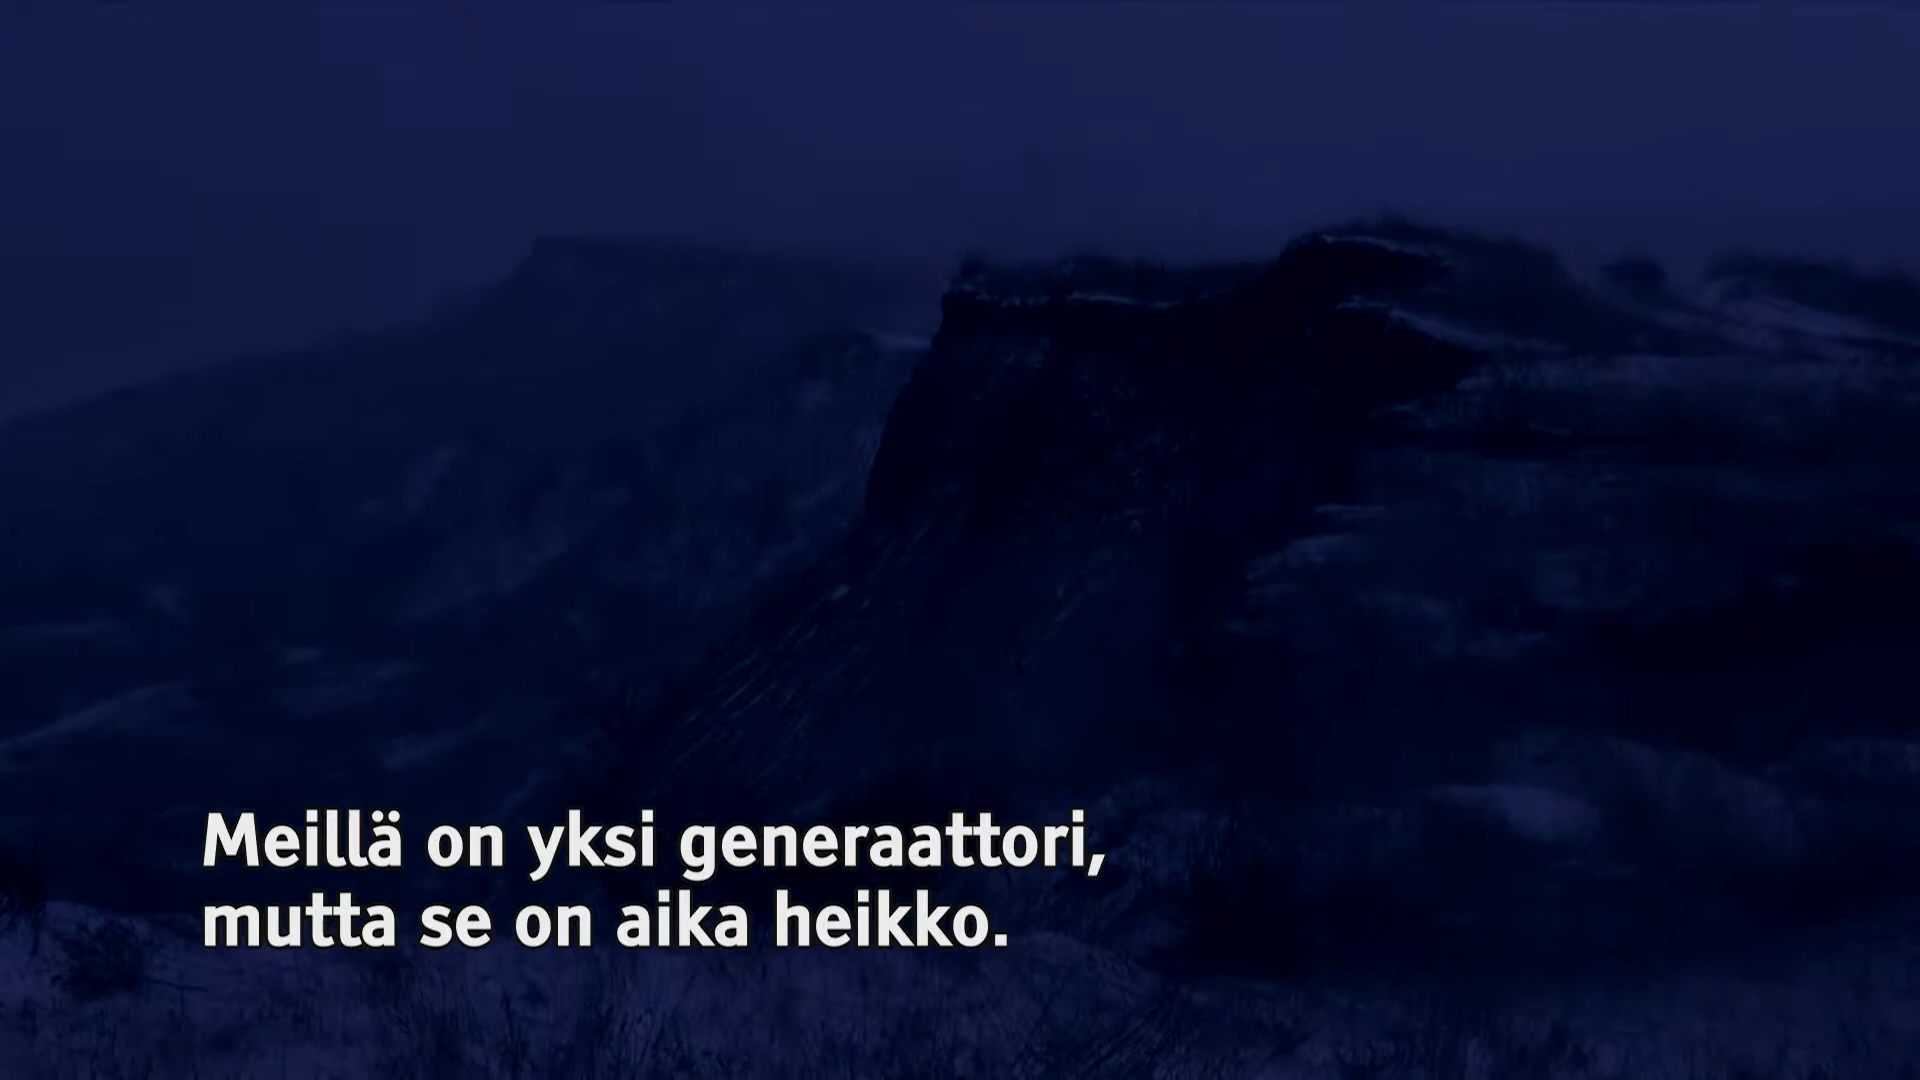 Meillä on yksi generaattori,
mutta se on aika heikko.